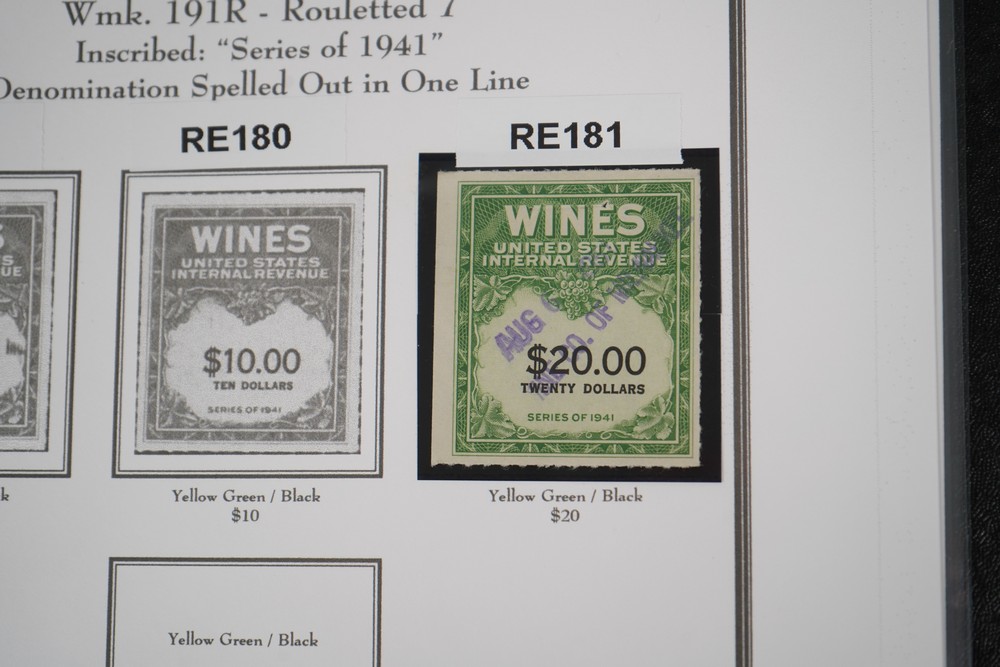 Wmk. 191R - Rouletted 7
Inscribed: “Series of 1941”
Denomination Spelled Out in One Line
RE180
RE181
WINES
UNITED STATES
INTERNAL REVENUE
$10.00
TEN DOLLARS
SERIES OF 1941
WINES
UNITED STATES
INTERNAL REVENUE
AUG
CO. OF
$20.00
TWENTY DOLLARS
SERIES OF 1941
Yellow Green / Black
$10
Yellow Green / Black
$20
Yellow Green / Black